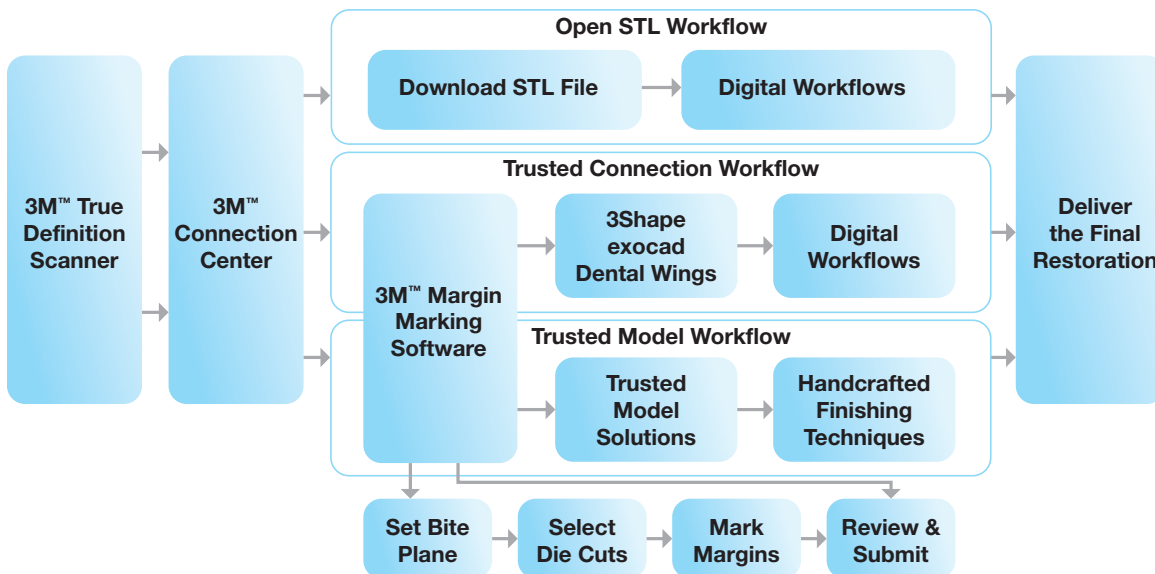 3M™ True
Definition
Scanner
3M™
Connection
Center
Open STL Workflow
Download STL File
Digital Workflows
Trusted Connection Workflow
3M™ Margin
Marking
Software
3Shape
exocad
Dental Wings
Digital
Workflows
Trusted Model Workflow
Trusted
Model
Solutions
Handcrafted
Finishing
Techniques
Deliver
the Final
Restoration
Set Bite
Plane
Select
Die Cuts
Mark
Margins
Review &
Submit